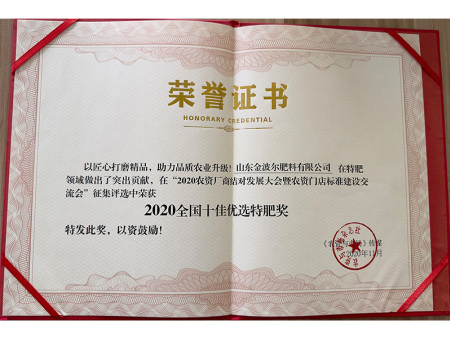 荣誉证书
HONORARY CREDENTIAL
以匠心打磨精品，助力品质农业升级！山东金波尔肥料有限公司 在特肥
领域做出了突出贡献，在“2020农资厂商结对发展大会暨农资门店标准建设交
流会”征集评选中荣获
2020全国十佳优选特肥奖
特发此奖，以资鼓励！
传媒
2020年11月